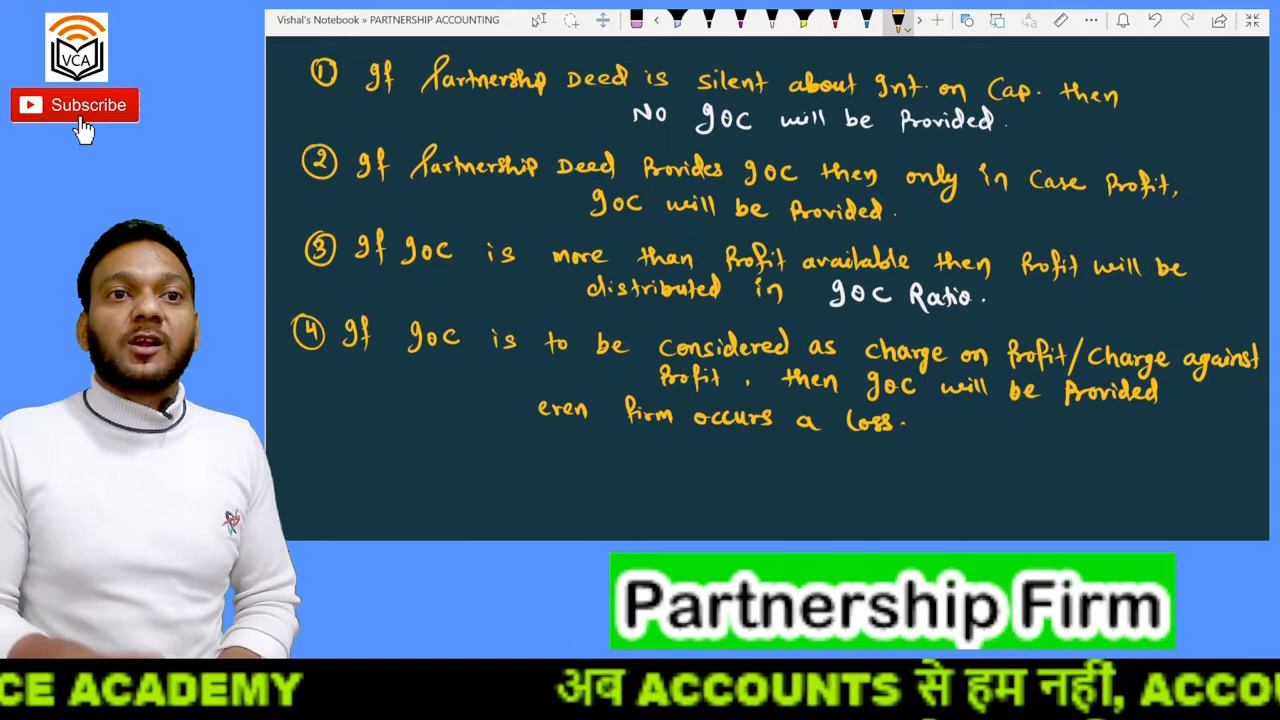 VCA
Subscribe
Vishal's Notebook » PARTNERSHIP ACCOUNTING
① If Partnership Deed is silent about Int. on Cap. then
No IOC will be Provided.
② If Partnership Deed Provides IOC then only in Case Profit,
IOC will be Provided.
③ If IOC is more than Profit available then Profit will be
distributed in IOC Ratio.
④ If IOC is to be Considered as charge on Profit/Charge against
Profit, then IOC will be Provided
even firm occurs a loss.
Partnership Firm
CE ACADEMY अब ACCOUNTS से हम नहीं, ACCOU